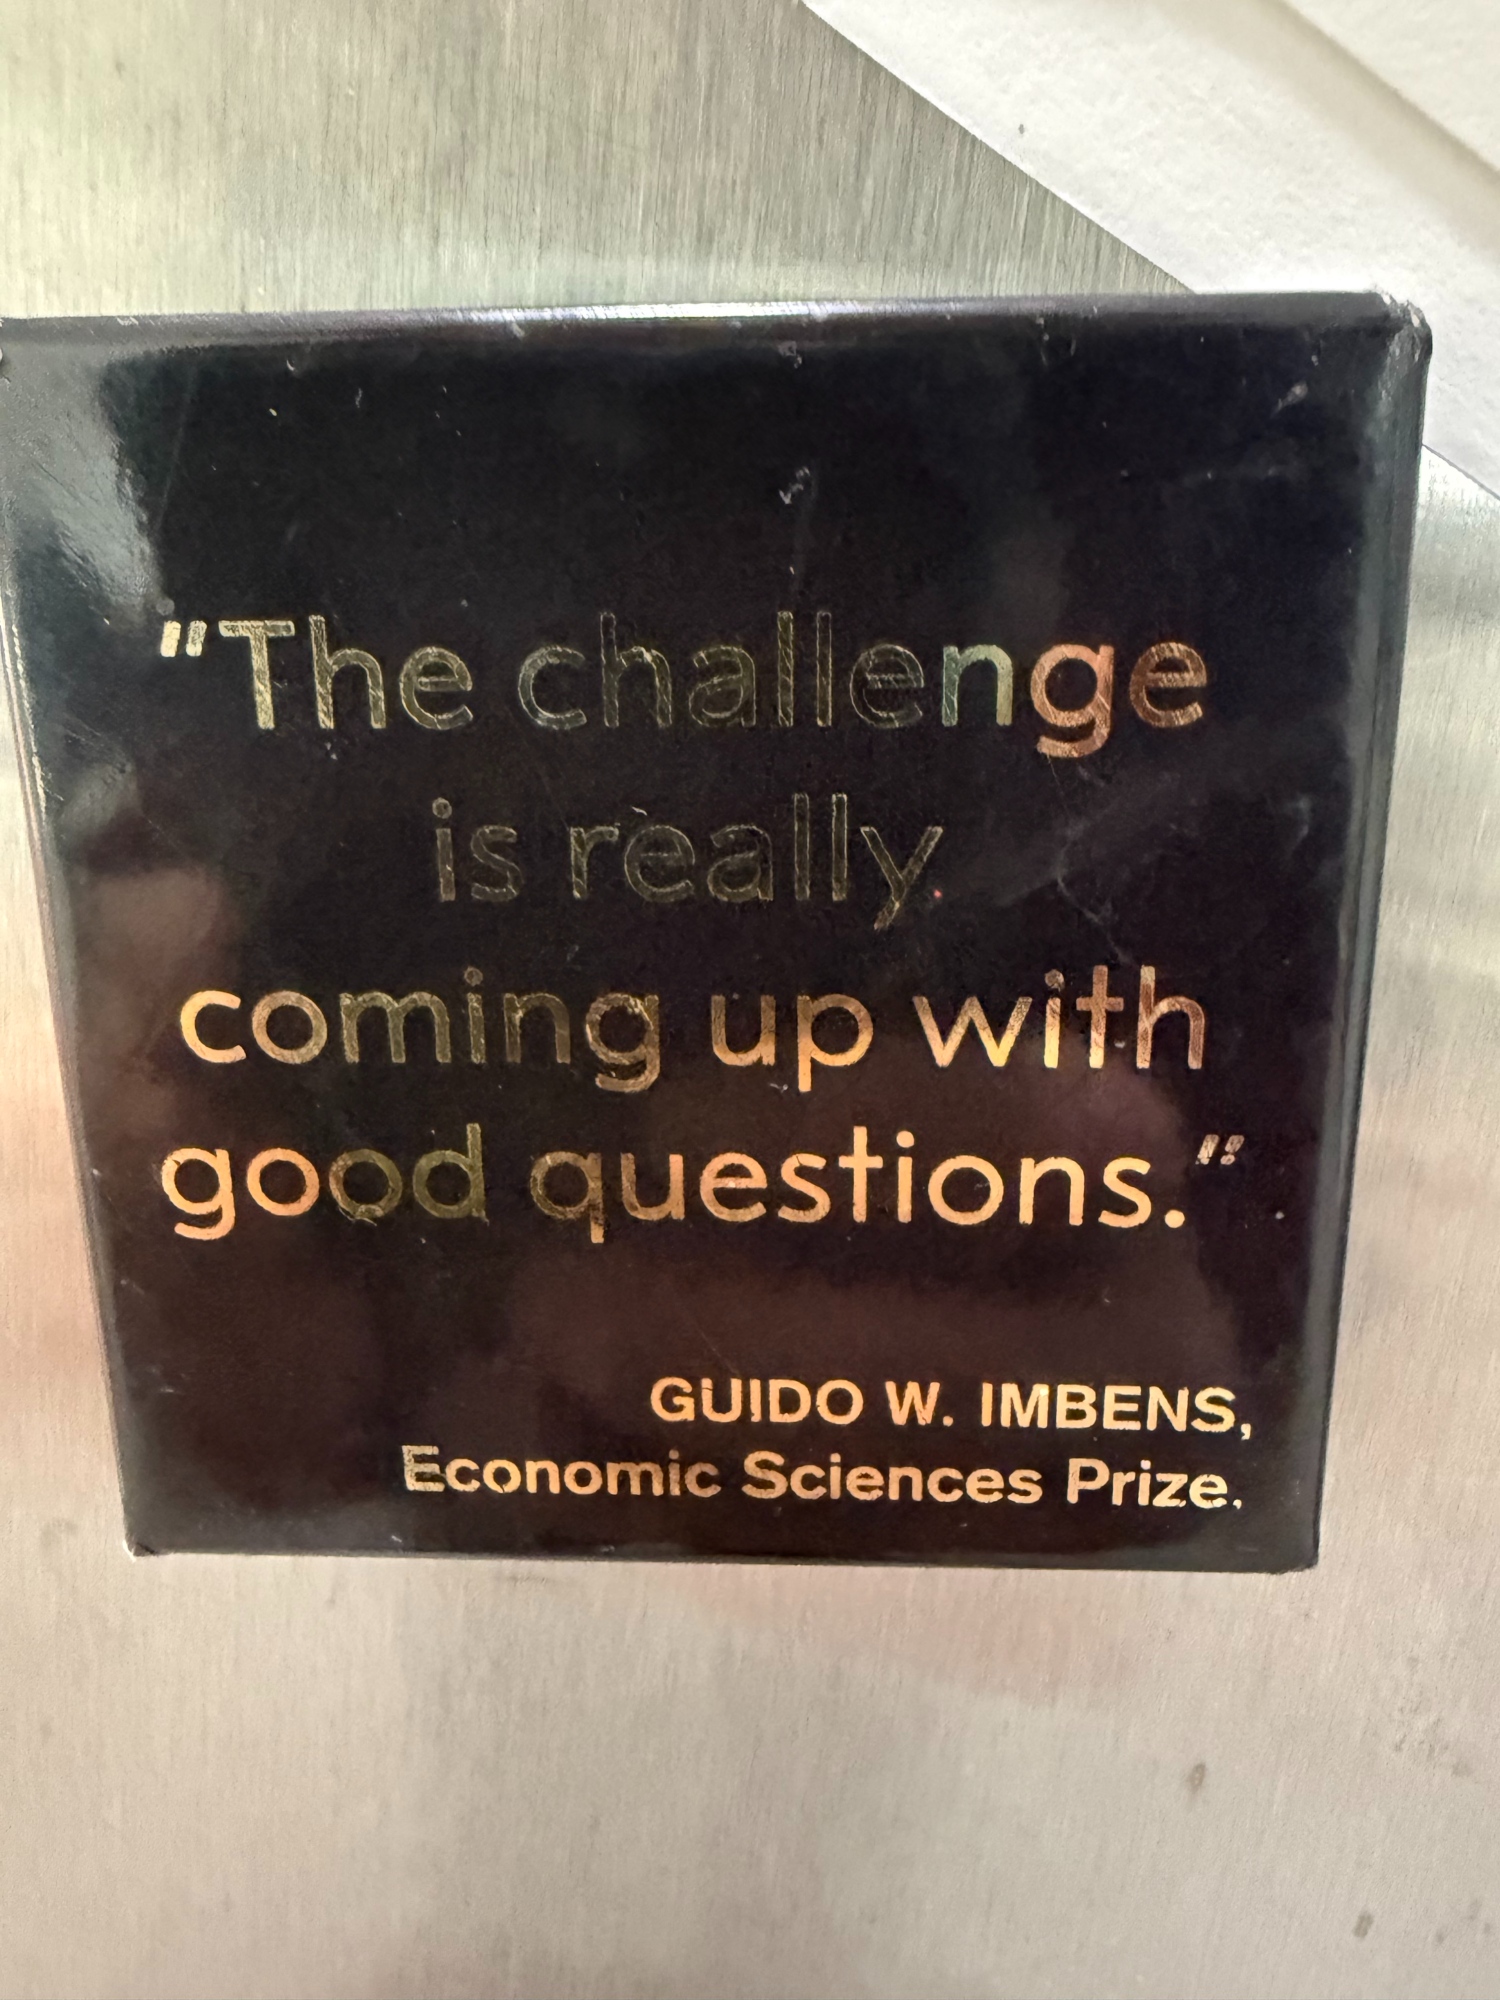 "The challenge
is really
coming up with
good questions."
GUIDO W. IMBENS,
Economic Sciences Prize.